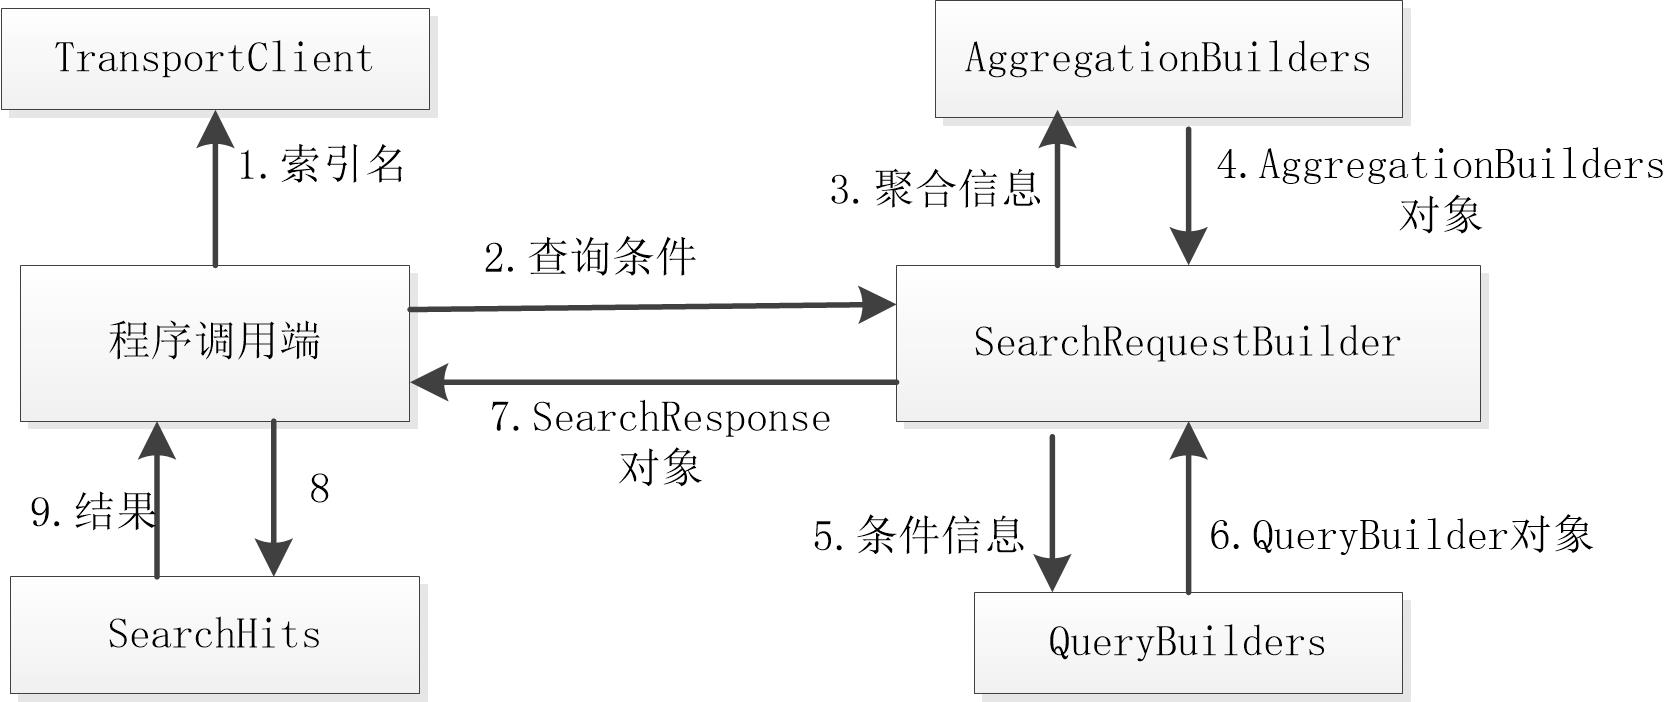 TransportClient
AggregationBuilders
1.索引名
3.聚合信息
4.AggregationBuilders
对象
2.查询条件
程序调用端
SearchRequestBuilder
7.SearchResponse
对象
9.结果
8
5.条件信息
6.QueryBuilder对象
SearchHits
QueryBuilders